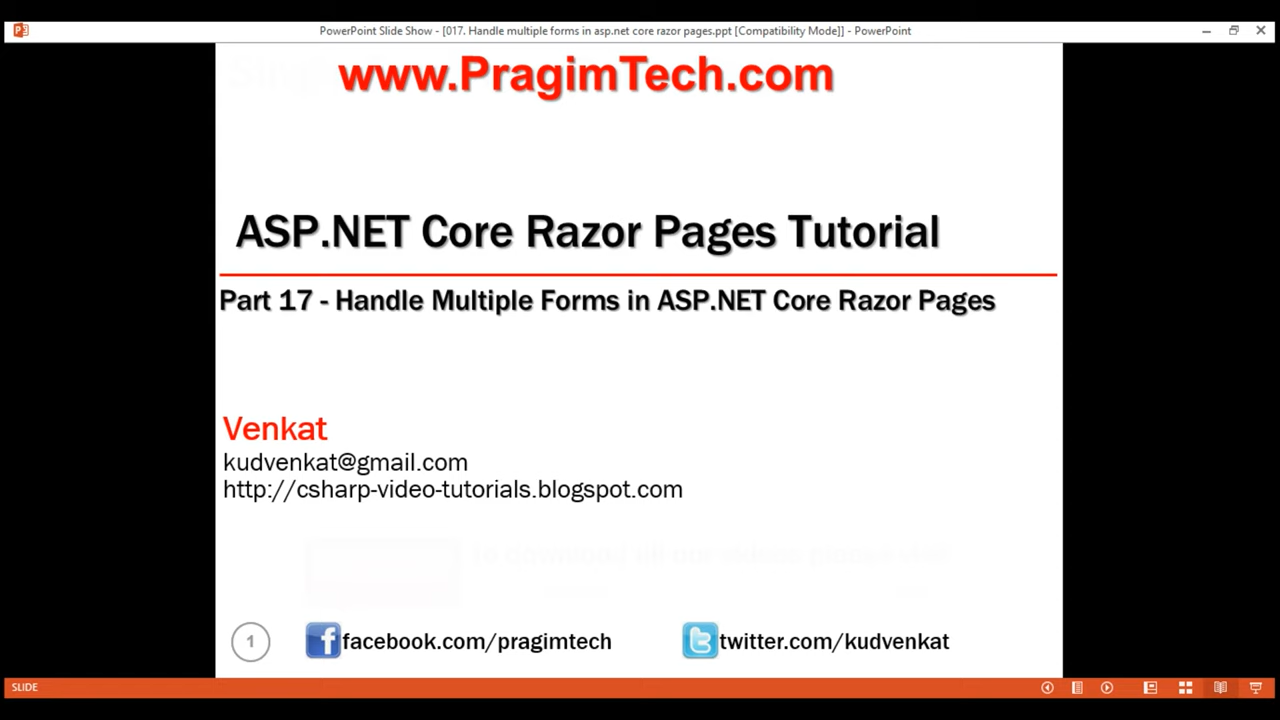 PowerPoint Slide Show - [017. Handle multiple forms in asp.net core razor pages.ppt [Compatibility Mode]] - PowerPoint
www.PragimTech.com
ASP.NET Core Razor Pages Tutorial
Part 17 - Handle Multiple Forms in ASP.NET Core Razor Pages
Venkat
kudvenkat@gmail.com
http://csharp-video-tutorials.blogspot.com
1
facebook.com/pragimtech
twitter.com/kudvenkat
SLIDE